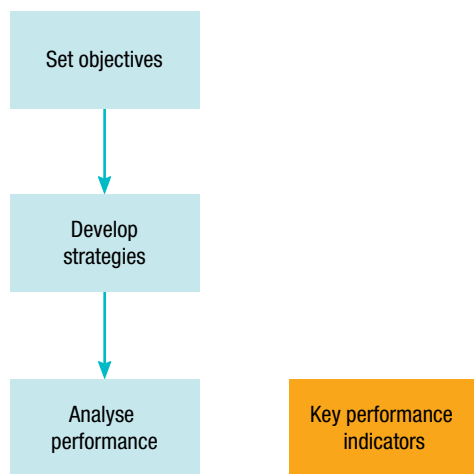 Set objectives
Develop
strategies
Analyse
performance
Key performance
indicators